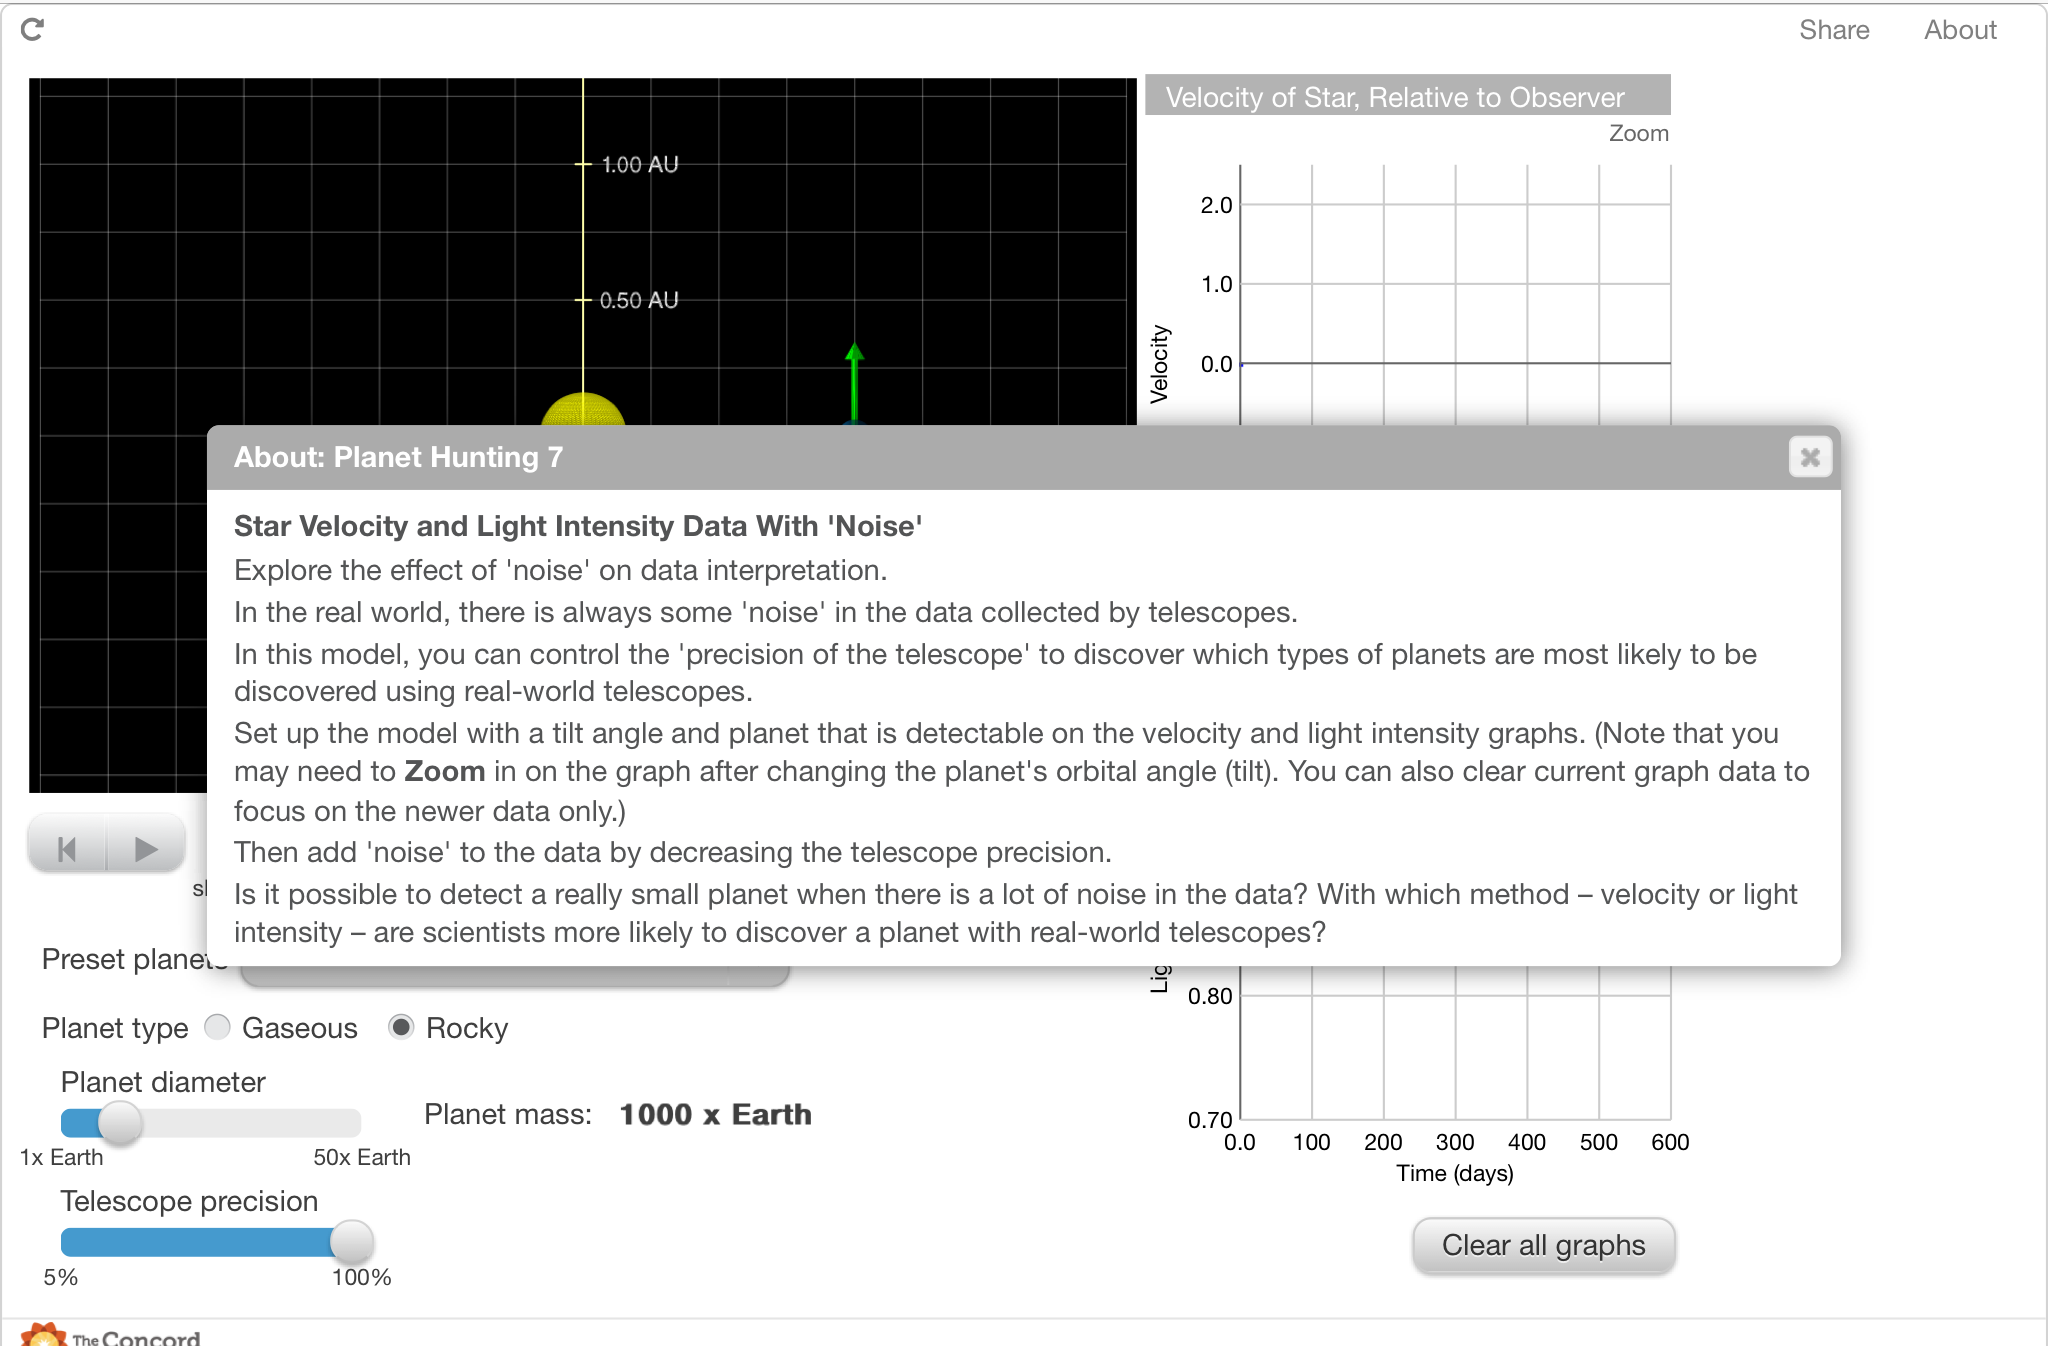 Share About
Velocity of Star, Relative to Observer
Zoom
1.00 AU
0.50 AU
2.0
1.0
0.0
Velocity
About: Planet Hunting 7
Star Velocity and Light Intensity Data With 'Noise'
Explore the effect of 'noise' on data interpretation.
In the real world, there is always some 'noise' in the data collected by telescopes.
In this model, you can control the 'precision of the telescope' to discover which types of planets are most likely to be
discovered using real-world telescopes.
Set up the model with a tilt angle and planet that is detectable on the velocity and light intensity graphs. (Note that you
may need to Zoom in on the graph after changing the planet's orbital angle (tilt). You can also clear current graph data to
focus on the newer data only.)
Then add 'noise' to the data by decreasing the telescope precision.
Is it possible to detect a really small planet when there is a lot of noise in the data? With which method – velocity or light
intensity – are scientists more likely to discover a planet with real-world telescopes?
Preset planets
Planet type Gaseous Rocky
Planet diameter
1x Earth 50x Earth
Planet mass: 1000 x Earth
Telescope precision
5% 100%
0.80
0.70
0.0 100 200 300 400 500 600
Time (days)
Clear all graphs
The Concord